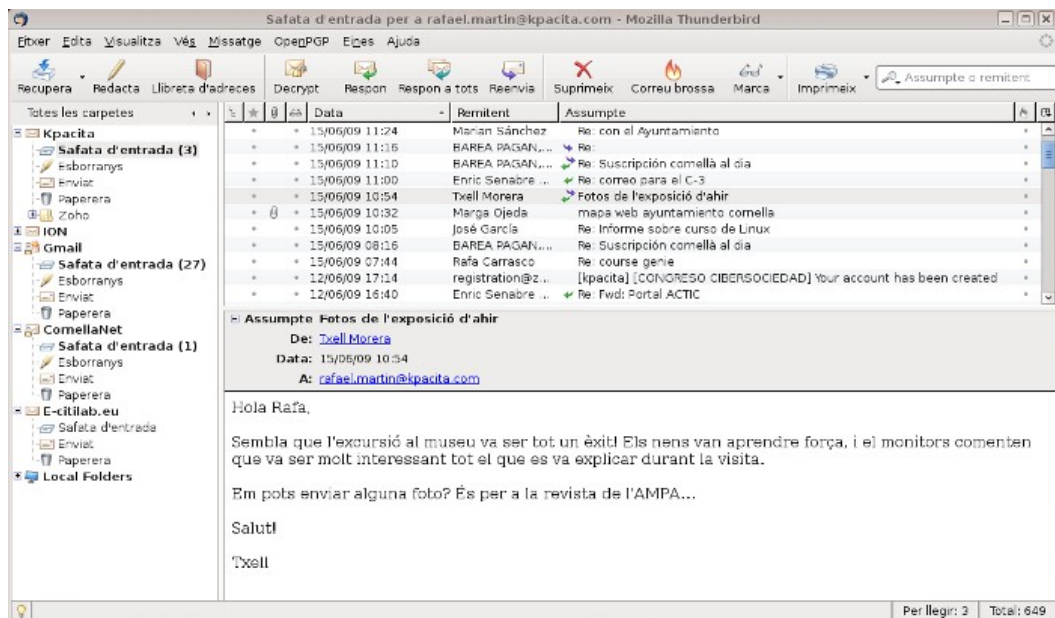 Safata d'entrada per a rafael.martin@kpacita.com - Mozilla Thunderbird
Fitxer Edita Visualitza Vés Missatge OpenPGP Eines Ajuda
Recupera Redacta Llibreta d'adreces Decrypt Respon Respon a tots Reenvia Suprimeix Correu brossa Marca Imprimeix Assumpte o remitent
Totes les carpetes
Kpacita
Safata d'entrada (3)
Esborranys
Enviat
Paperera
Zoho
ION
Gmail
Safata d'entrada (27)
Esborranys
Enviat
Paperera
CornellaNet
Safata d'entrada (1)
Esborranys
Enviat
Paperera
E-citilab.eu
Safata d'entrada
Enviat
Paperera
Local Folders
Data Remitent Assumpte
15/06/09 11:24 Marian Sánchez Re: con el Ayuntamiento
15/06/09 11:16 BAREA PAGAN,... Re:
15/06/09 11:10 BAREA PAGAN,... Re: Suscripción cornellà al dia
15/06/09 11:00 Enric Senabre ... Re: correo para el C-3
15/06/09 10:54 Txell Morera Fotos de l'exposició d'ahir
15/06/09 10:32 Marga Ojeda mapa web ayuntamiento cornella
15/06/09 10:05 José García Re: Informe sobre curso de Linux
15/06/09 08:16 BAREA PAGAN,... Re: Suscripción cornellà al dia
15/06/09 07:44 Rafa Carrasco Re: course genie
12/06/09 17:14 registration@z... [kpacita] [CONGRESO CIBERSOCIEDAD] Your account has been created
12/06/09 16:40 Enric Senabre ... Re: Fwd: Portal ACTIC
Assumpte Fotos de l'exposició d'ahir
De: Txell Morera
Data: 15/06/09 10:54
A: rafael.martin@kpacita.com
Hola Rafa,
Sembla que l'excursió al museu va ser tot un èxit! Els nens van aprendre força, i el monitors comenten
que va ser molt interessant tot el que es va explicar durant la visita.
Em pots enviar alguna foto? És per a la revista de l'AMPA...
Salut!
Txell
Per llegir: 3 Total: 649